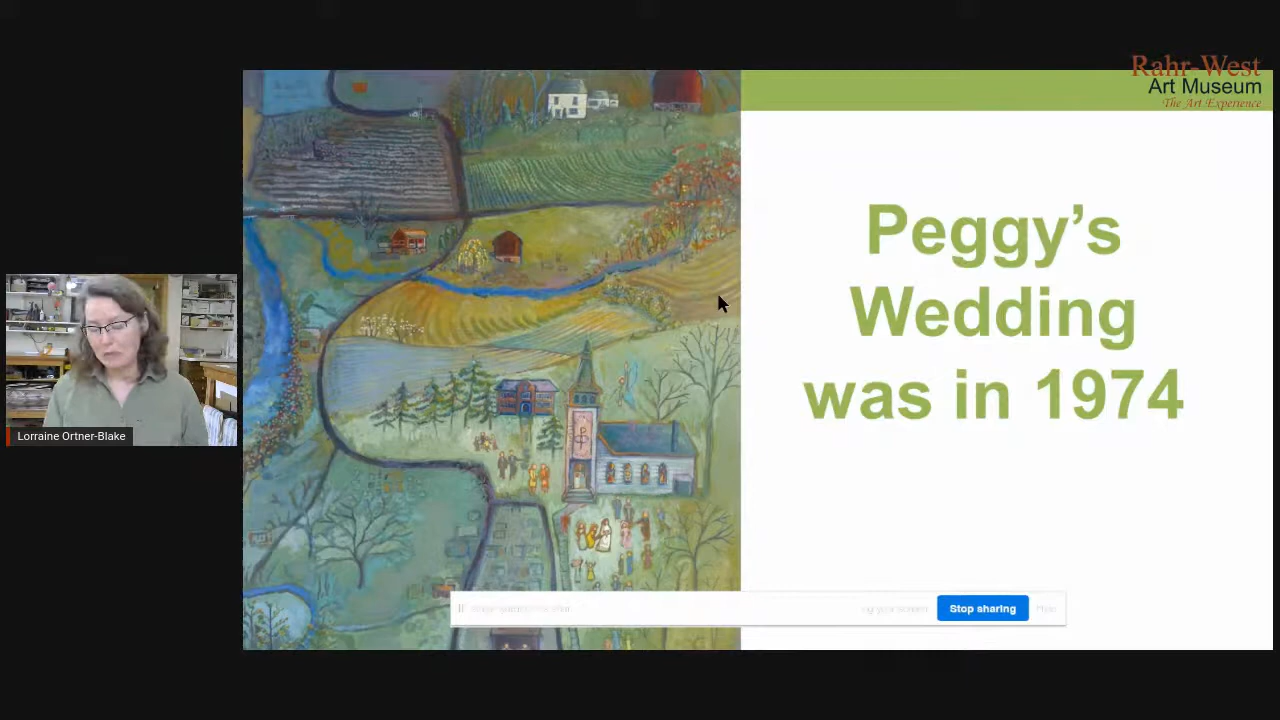 Rahr-West
Art Museum
The Art Experience
Peggy's
Wedding
was in 1974
Lorraine Ortner-Blake
Stop sharing